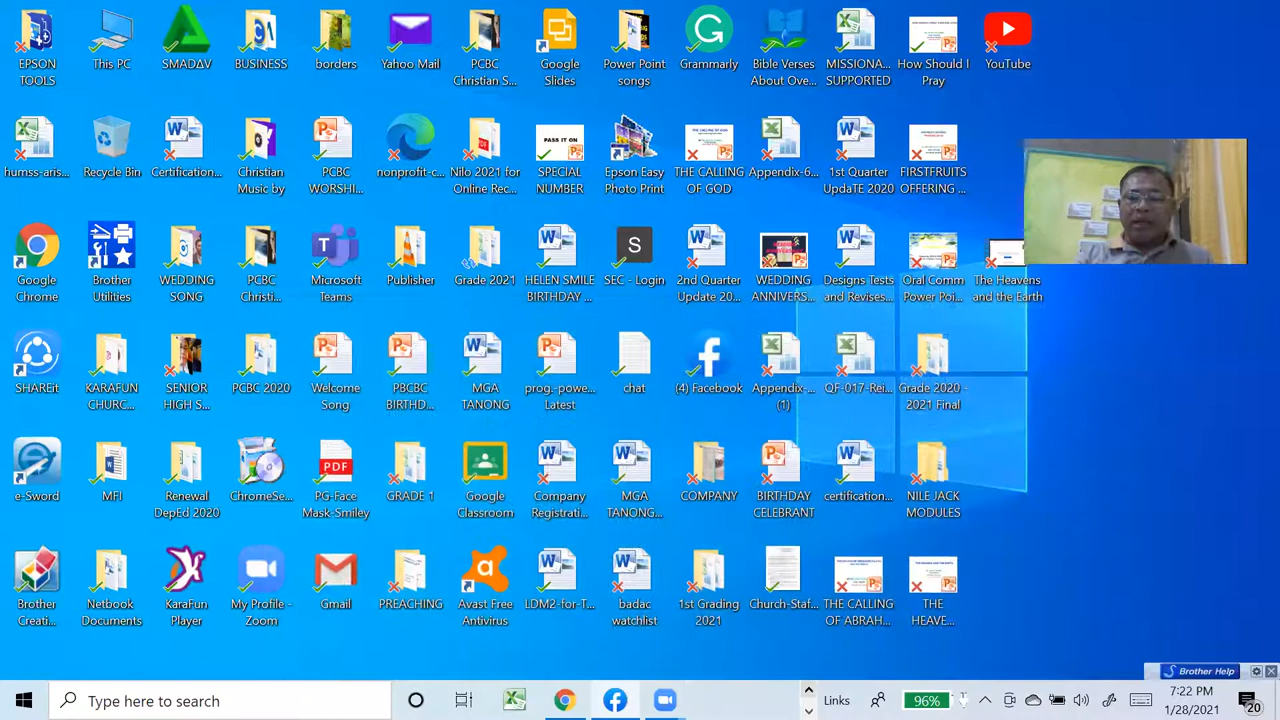 EPSON TOOLS
This PC
SMADΔV
BUSINESS
borders
Yahoo Mail
PCBC Christian S...
Google Slides
Power Point songs
Grammarly
Bible Verses About Ove...
MISSIONA... SUPPORTED
How Should I Pray
YouTube
humss-aris...
Recycle Bin
Certification...
Christian Music by
PCBC WORSHI...
nonprofit-c...
Nilo 2021 for Online Rec...
PASS IT ON
SPECIAL NUMBER
Epson Easy Photo Print
THE CALLING OF GOD
Appendix-6...
1st Quarter UpdaTE 2020
FIRSTFRUITS OFFERING ...
Google Chrome
Brother Utilities
WEDDING SONG
PCBC Christi...
Microsoft Teams
Publisher
Grade 2021
HELEN SMILE BIRTHDAY ...
S
SEC - Login
2nd Quarter Update 20...
WEDDING ANNIVERS...
Designs Tests and Revises...
Oral Comm Power Poi...
The Heavens and the Earth
SHAREit
KARAFUN CHURC...
SENIOR HIGH S...
PCBC 2020
Welcome Song
PBCBC BIRTHD...
MGA TANONG
prog.-powe... Latest
chat
(4) Facebook
Appendix-... (1)
QF-017-Rei...
Grade 2020 - 2021 Final
e-Sword
MFI
Renewal DepEd 2020
ChromeSe...
PDF
PG-Face Mask-Smiley
GRADE 1
Google Classroom
Company Registrati...
MGA TANONG...
COMPANY
BIRTHDAY CELEBRANT
certification...
NILE JACK MODULES
Brother Creati...
Netbook Documents
KaraFun Player
My Profile - Zoom
Gmail
PREACHING
Avast Free Antivirus
LDM2-for-T...
badac watchlist
1st Grading 2021
Church-Staf...
THE CALLING OF ABRAH...
THE HEAVE...
Brother Help
Type here to search
Links
96%
7:22 PM
1/28/2021
20